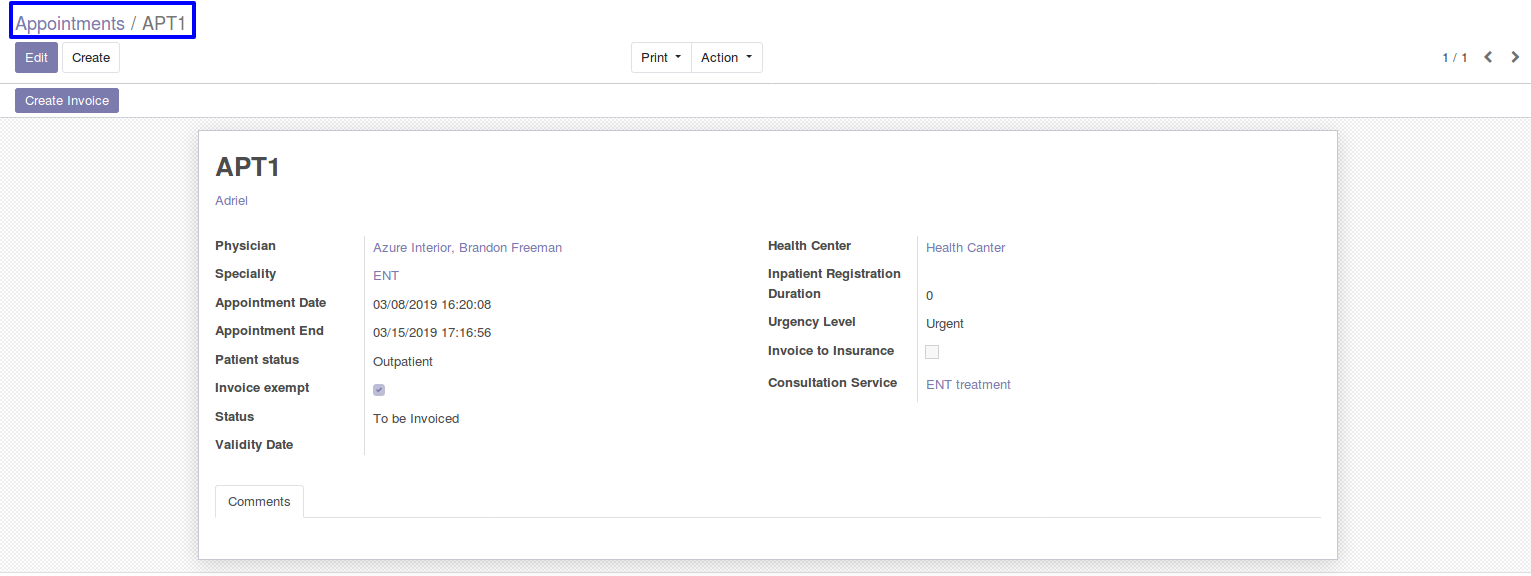 Appointments / APT1
Edit Create Print Action 1 / 1
Create Invoice
APT1
Adriel
Physician Azure Interior, Brandon Freeman
Speciality ENT
Appointment Date 03/08/2019 16:20:08
Appointment End 03/15/2019 17:16:56
Patient status Outpatient
Invoice exempt
Status To be Invoiced
Validity Date
Health Center Health Canter
Inpatient Registration
Duration 0
Urgency Level Urgent
Invoice to Insurance
Consultation Service ENT treatment
Comments